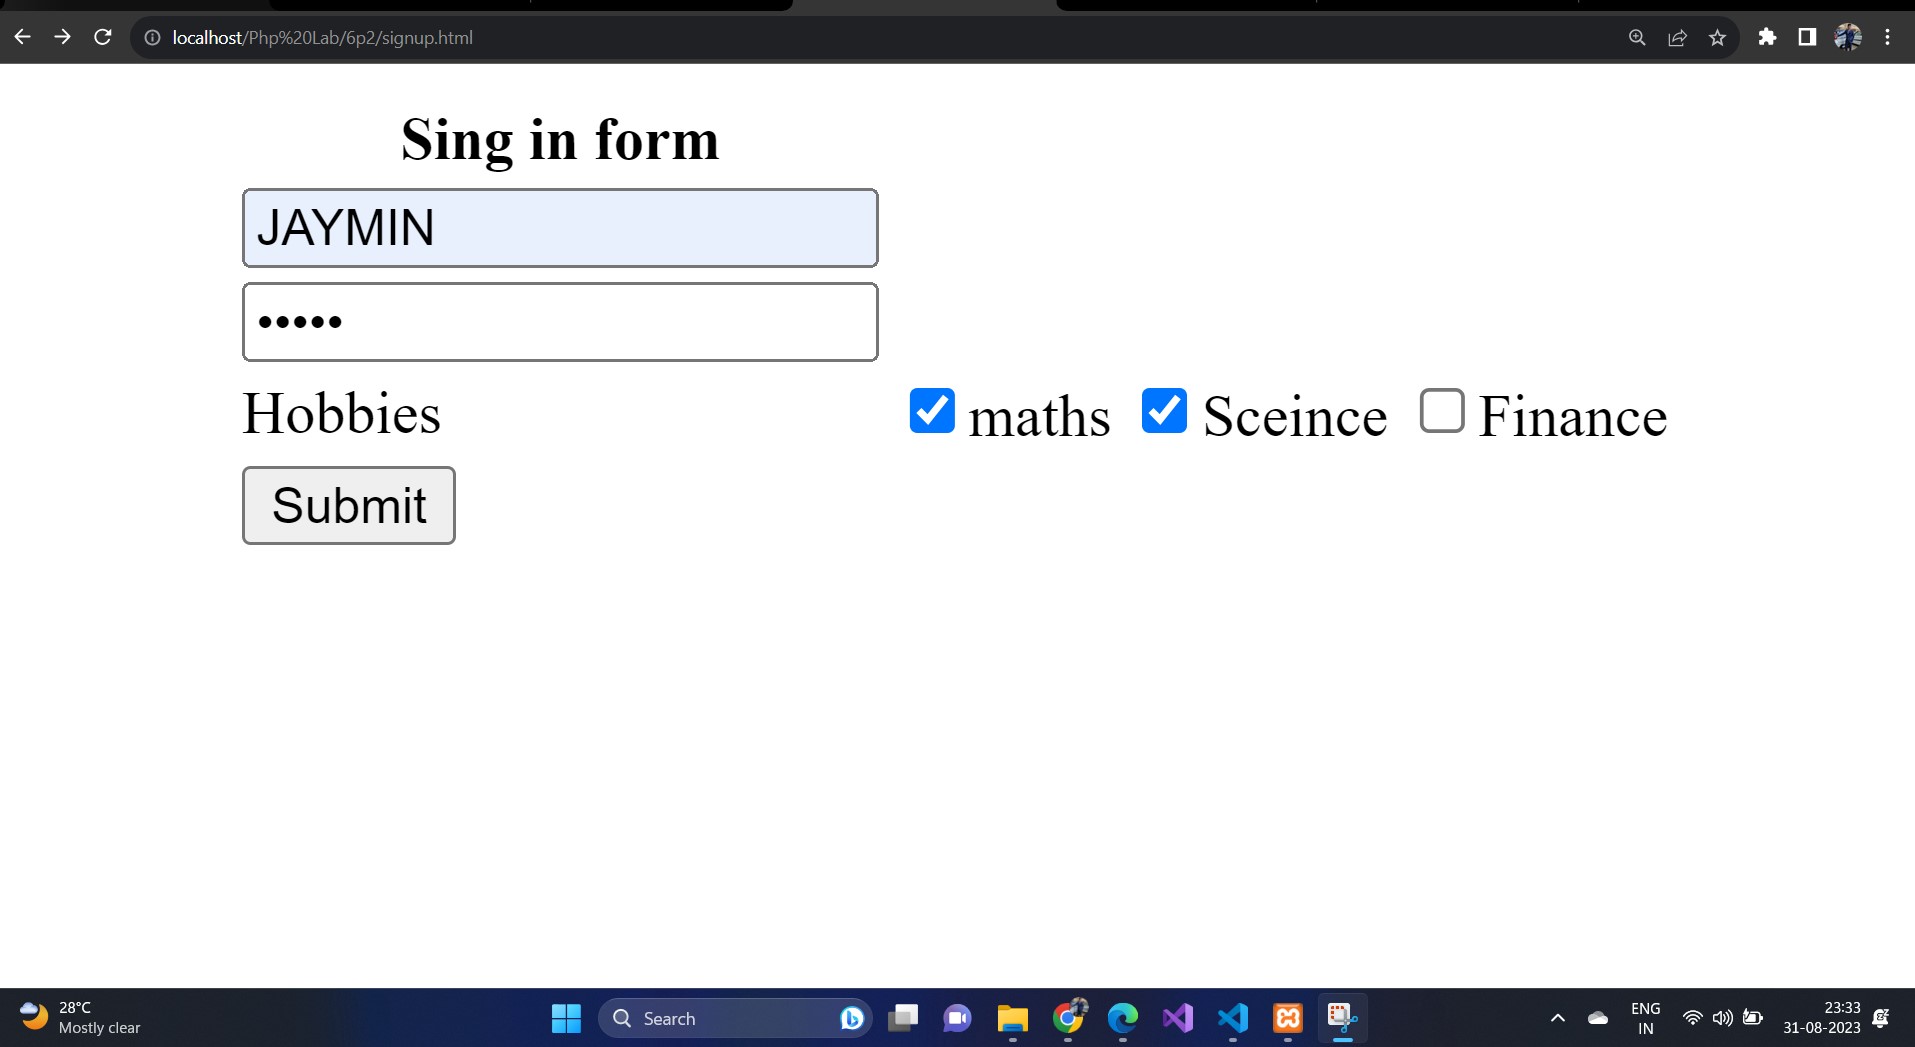 localhost/Php%20Lab/6p2/signup.html
Sing in form
JAYMIN
•••••
Hobbies maths Sceince Finance
Submit
28°C
Mostly clear
Search
ENG
IN
23:33
31-08-2023